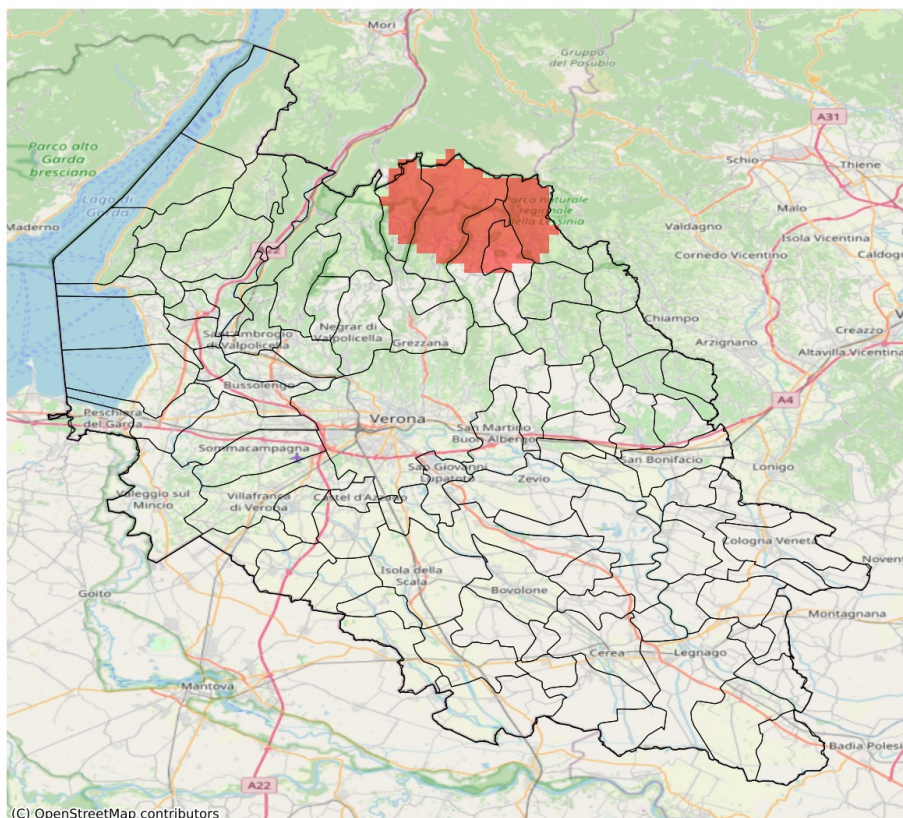 Mori
Gruppo
del Pasubio
A31
Parco alto
Garda
bresciano
Schio
Thiene
Lago di
Garda
Parco naturale
regionale
della Lessinia
Malo
Maderno
Valdagno
Isola Vicentina
A22
Cornedo Vicentino
Caldogno
Chiampo
Sant'Ambrogio
di Valpolicella
Negrar di
Valpolicella
Grezzana
Arzignano
Creazzo
Altavilla Vicentina
Bussolengo
A4
Peschiera
del Garda
Verona
San Martino
Buon Albergo
Sommacampagna
San Bonifacio
Lonigo
San Giovanni
Lupatoto
Zevio
Valeggio sul
Mincio
Villafranca
di Verona
Castel d'Azzano
Cologna Veneta
Isola della
Scala
Goito
Bovolone
Montagnana
Cerea
Legnago
Mantova
Badia Polesi
A22
(C) OpenStreetMap contributors